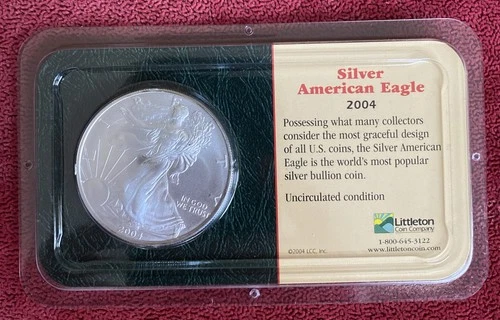 Silver
American Eagle
2004
Possessing what many collectors
consider the most graceful design
of all U.S. coins, the Silver American
Eagle is the world's most popular
silver bullion coin.
Uncirculated condition
Littleton
Coin Company
1-800-645-3122
www.littletoncoin.com
©2004 LCC, Inc.
IN GOD
WE TRUST
2004